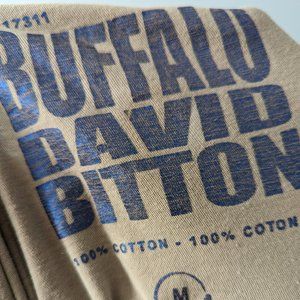 17311
BUFFALO
DAVID
BITTON
100% COTTON - 100% COTON
M